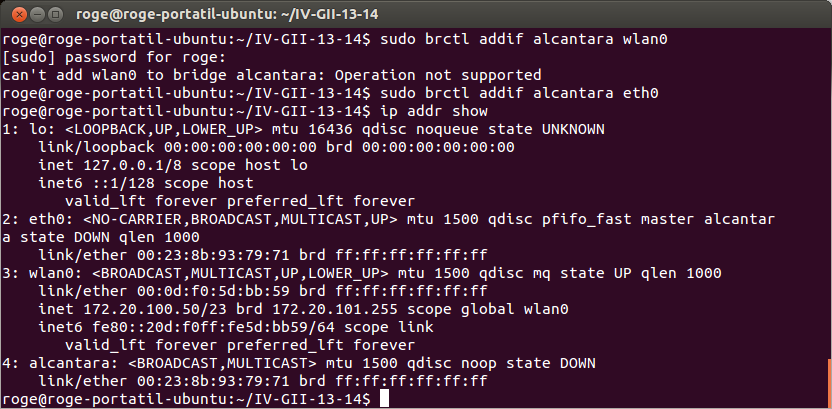 roge@roge-portatil-ubuntu: ~/IV-GII-13-14
roge@roge-portatil-ubuntu:~/IV-GII-13-14$ sudo brctl addif alcantara wlan0
[sudo] password for roge:
can't add wlan0 to bridge alcantara: Operation not supported
roge@roge-portatil-ubuntu:~/IV-GII-13-14$ sudo brctl addif alcantara eth0
roge@roge-portatil-ubuntu:~/IV-GII-13-14$ ip addr show
1: lo: <LOOPBACK,UP,LOWER_UP> mtu 16436 qdisc noqueue state UNKNOWN
    link/loopback 00:00:00:00:00:00 brd 00:00:00:00:00:00
    inet 127.0.0.1/8 scope host lo
    inet6 ::1/128 scope host
       valid_lft forever preferred_lft forever
2: eth0: <NO-CARRIER,BROADCAST,MULTICAST,UP> mtu 1500 qdisc pfifo_fast master alcantar
a state DOWN qlen 1000
    link/ether 00:23:8b:93:79:71 brd ff:ff:ff:ff:ff:ff
3: wlan0: <BROADCAST,MULTICAST,UP,LOWER_UP> mtu 1500 qdisc mq state UP qlen 1000
    link/ether 00:0d:f0:5d:bb:59 brd ff:ff:ff:ff:ff:ff
    inet 172.20.100.50/23 brd 172.20.101.255 scope global wlan0
    inet6 fe80::20d:f0ff:fe5d:bb59/64 scope link
       valid_lft forever preferred_lft forever
4: alcantara: <BROADCAST,MULTICAST> mtu 1500 qdisc noop state DOWN
    link/ether 00:23:8b:93:79:71 brd ff:ff:ff:ff:ff:ff
roge@roge-portatil-ubuntu:~/IV-GII-13-14$